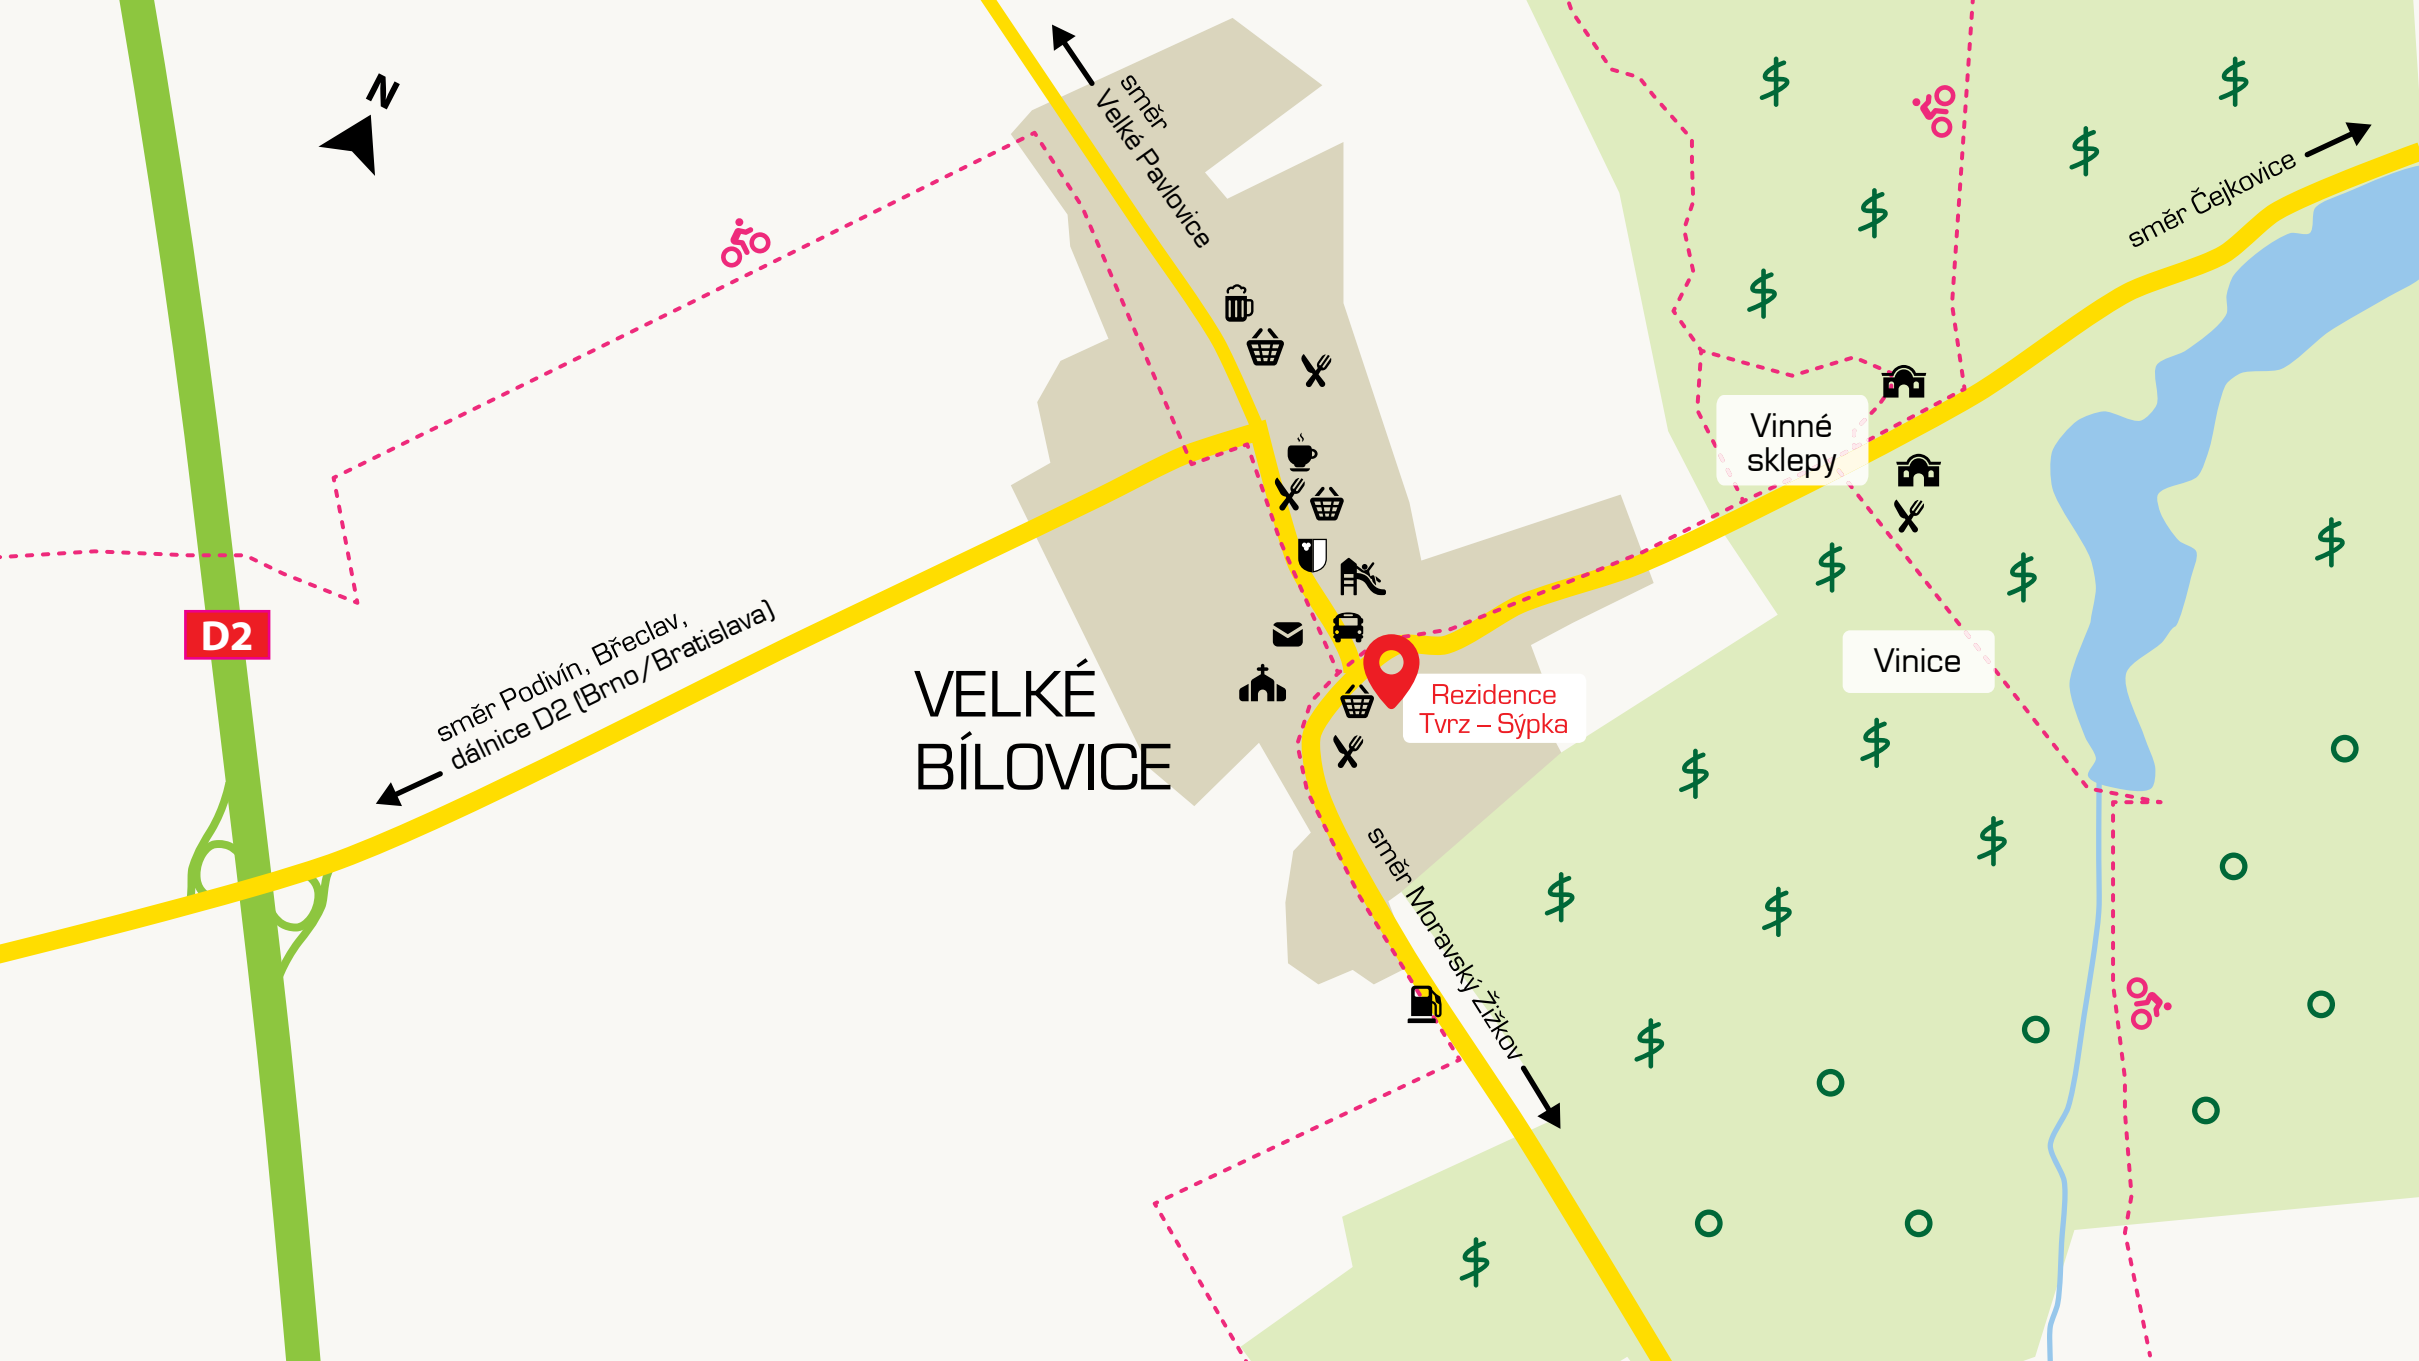 N
směr
Velké Pavlovice
směr Čejkovice
Vinné
sklepy
D2
směr Podivín, Břeclav,
dálnice D2 (Brno/Bratislava)
VELKÉ
BÍLOVICE
Rezidence
Tvrz – Sýpka
Vinice
směr Moravský Žižkov